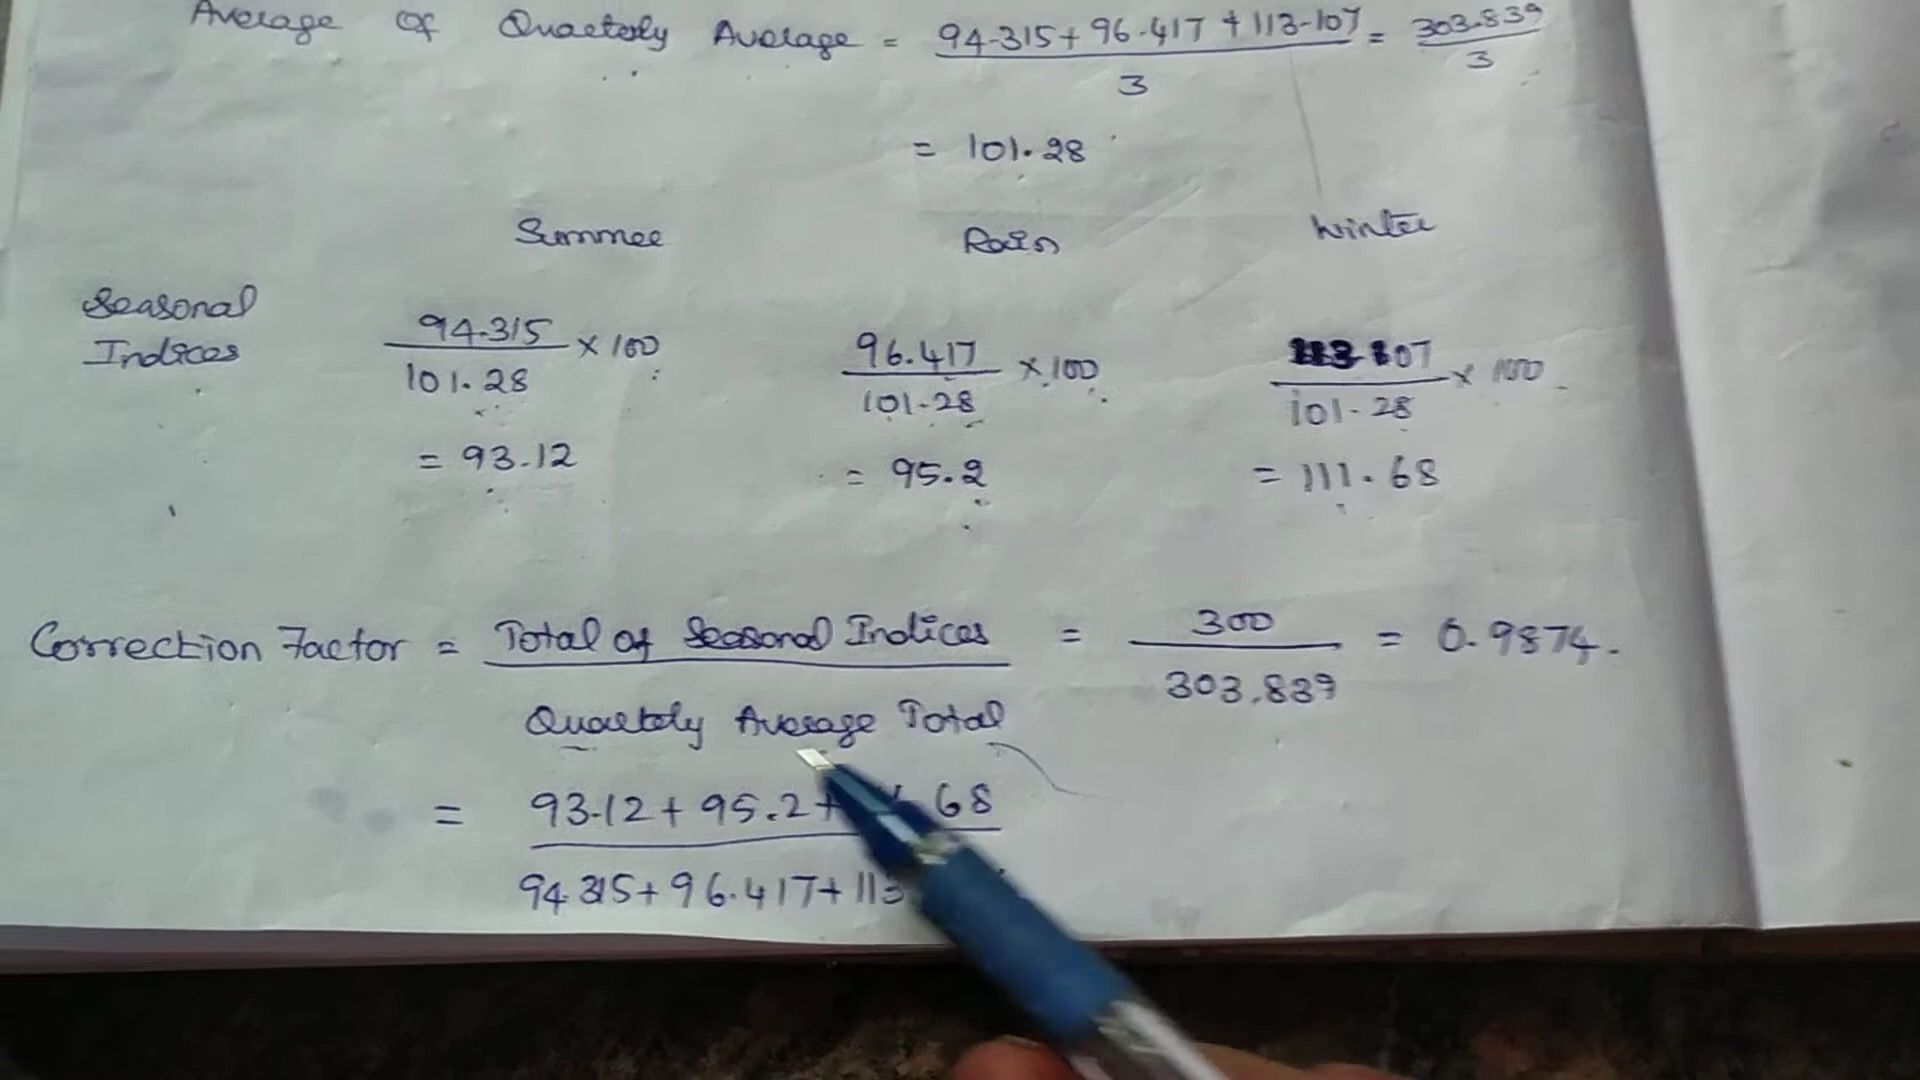 Average of Quarterly Average = 94.315 + 96.417 + 113.107 / 3 = 303.839 / 3
= 101.28
Summer Rain Winter
Seasonal Indices
94.315 / 101.28 × 100 96.417 / 101.28 × 100 113.107 / 101.28 × 100
= 93.12 = 95.2 = 111.68
Correction Factor = Total of Seasonal Indices / Quartely Average Total = 300 / 303.839 = 0.9874.
= 93.12 + 95.2 + 68
94.315 + 96.417 + 113